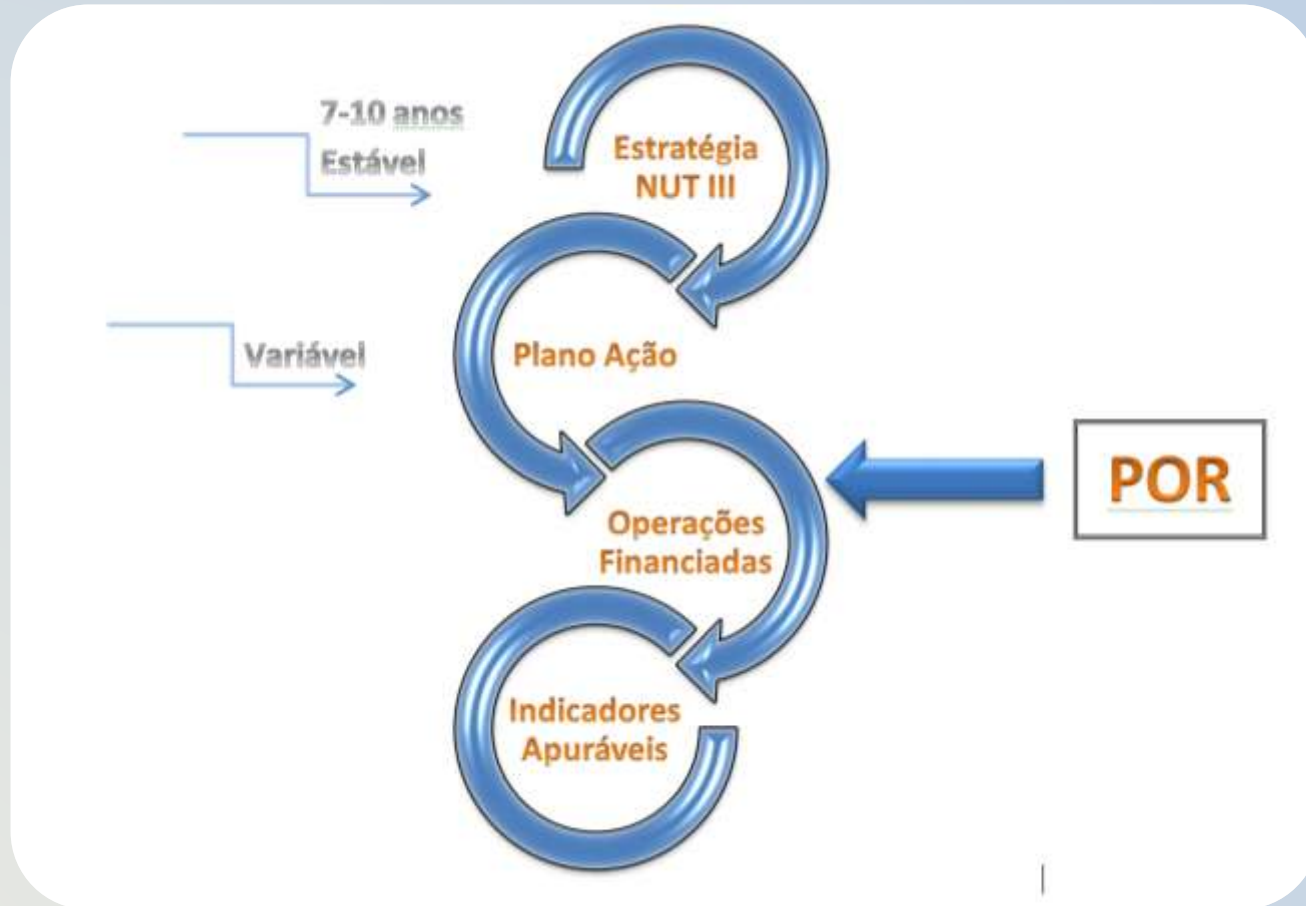 7-10 anos
Estável
Estratégia
NUT III
Variável
Plano Ação
POR
Operações
Financiadas
Indicadores
Apuráveis